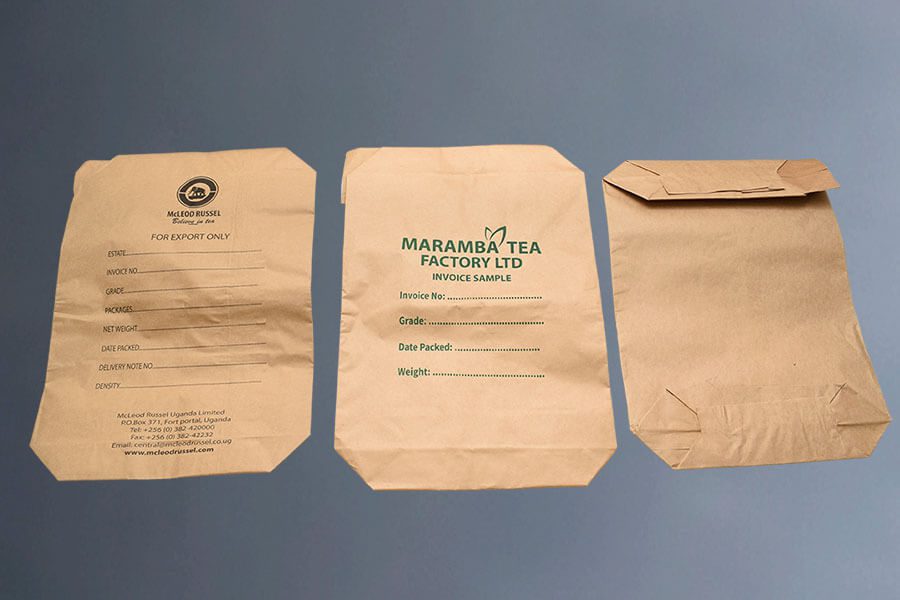 McLEOD RUSSEL
Believe in tea
FOR EXPORT ONLY
ESTATE
INVOICE NO.
GRADE
PACKAGES
NET WEIGHT
DATE PACKED
DELIVERY NOTE NO
DENSITY
McLeod Russel Uganda Limited
P.O.Box 371, Fort portal, Uganda
Tel: +256 (0) 382-420000
Fax: +256 (0) 382-42232
Email: central@mcleodrussel.co.ug
www.mcleodrussel.com
MARAMBA TEA
FACTORY LTD
INVOICE SAMPLE
Invoice No:
Grade:
Date Packed:
Weight: